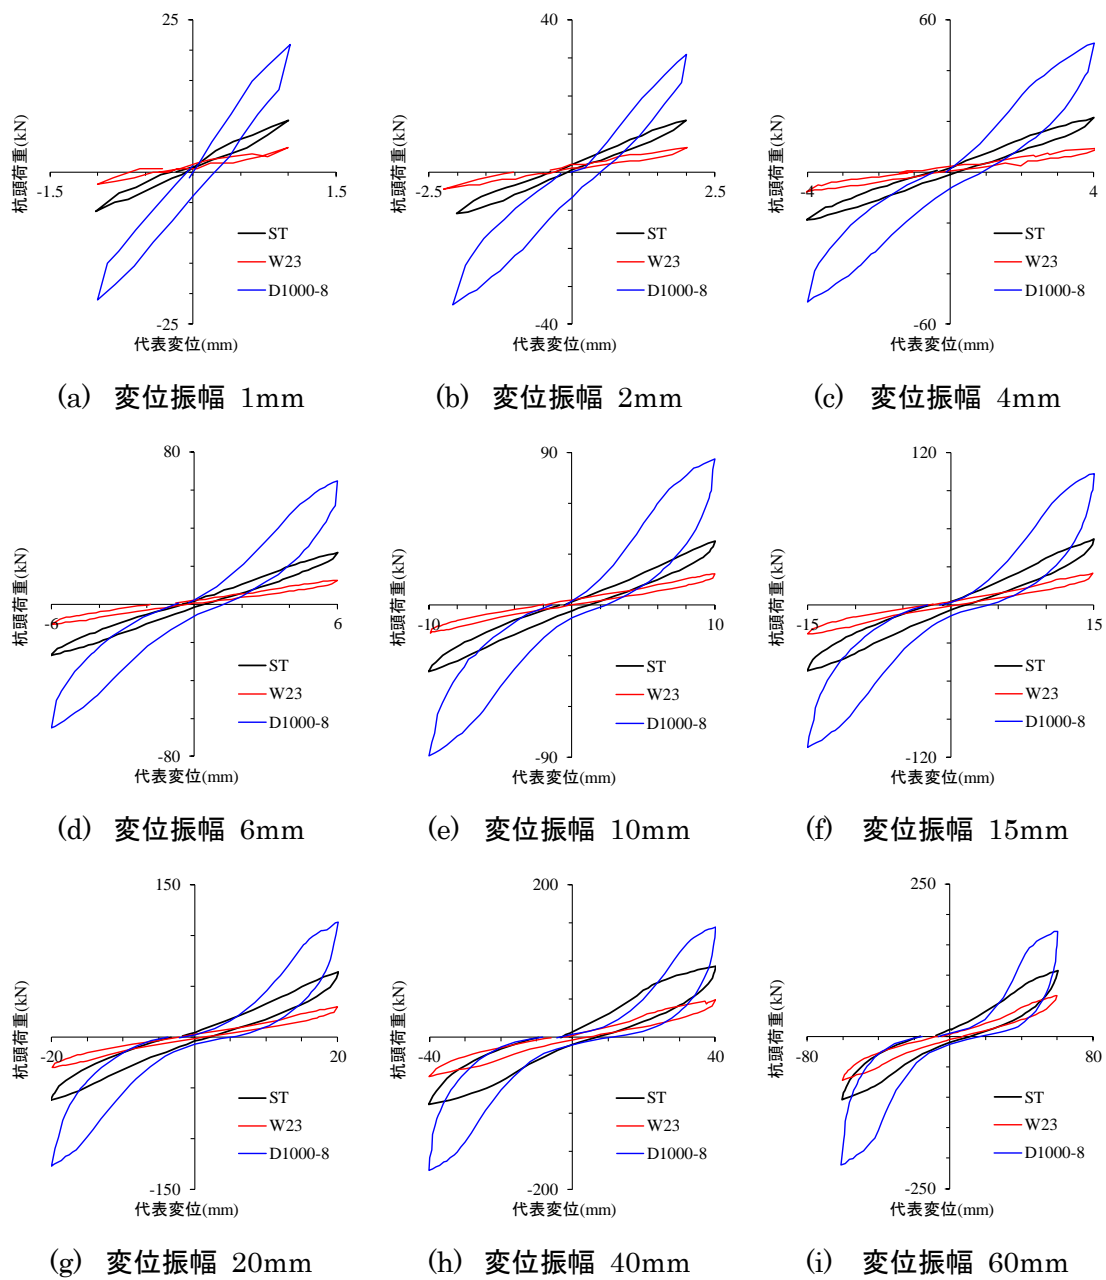 25
杭頭荷重(kN)
-1.5
1.5
ST
W23
D1000-8
-25
代表変位(mm)
(a) 変位振幅 1mm
40
杭頭荷重(kN)
-2.5
2.5
ST
W23
D1000-8
-40
代表変位(mm)
(b) 変位振幅 2mm
60
杭頭荷重(kN)
-4
4
ST
W23
D1000-8
-60
代表変位(mm)
(c) 変位振幅 4mm
80
杭頭荷重(kN)
-6
6
ST
W23
D1000-8
-80
代表変位(mm)
(d) 変位振幅 6mm
90
杭頭荷重(kN)
-10
10
ST
W23
D1000-8
-90
代表変位(mm)
(e) 変位振幅 10mm
120
杭頭荷重(kN)
-15
15
ST
W23
D1000-8
-120
代表変位(mm)
(f) 変位振幅 15mm
150
杭頭荷重(kN)
-20
20
ST
W23
D1000-8
-150
代表変位(mm)
(g) 変位振幅 20mm
200
杭頭荷重(kN)
-40
40
ST
W23
D1000-8
-200
代表変位(mm)
(h) 変位振幅 40mm
250
杭頭荷重(kN)
-80
80
ST
W23
D1000-8
-250
代表変位(mm)
(i) 変位振幅 60mm